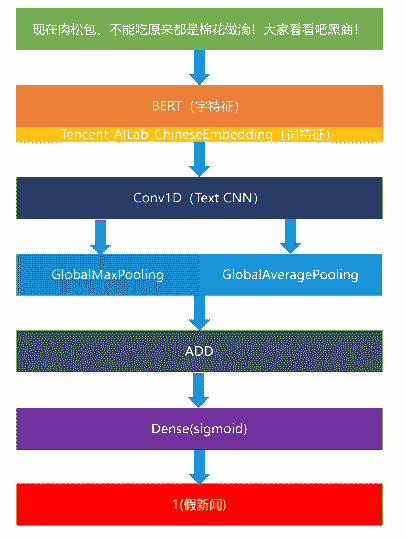 现在肉松包、不能吃原来都是棉花做滴！大家看看吧黑商！
BERT（字特征）
Tencent_AILab_ChineseEmbedding（词特征）
Conv1D（Text CNN）
GlobalMaxPooling
GlobalAveragePooling
ADD
Dense(sigmoid)
1(假新闻)